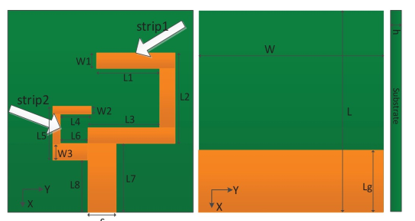 strip1
W1
L1
L2
strip2
W2
L4
L3
L5
L6
W3
L8
L7
Y
X
W
L
Lg
Y
X
h
Substrate